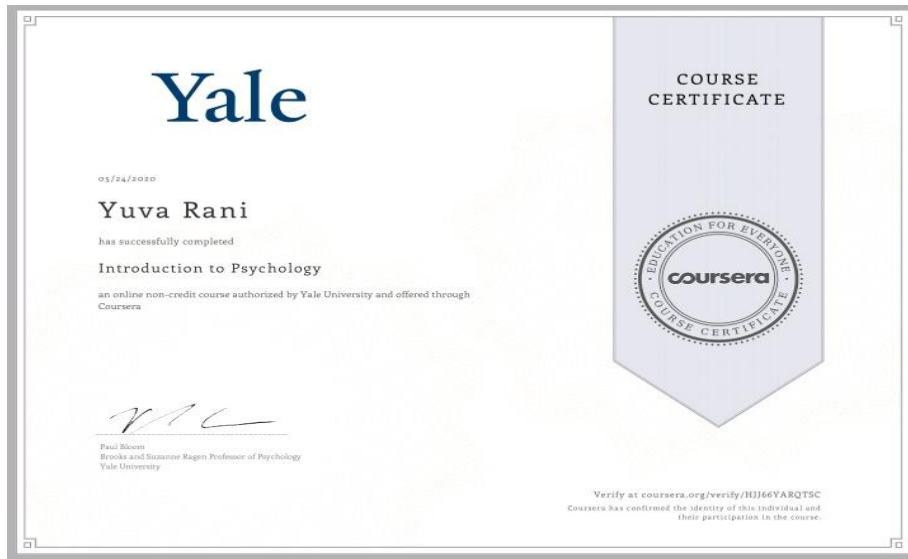 Yale
05/24/2020
Yuva Rani
has successfully completed
Introduction to Psychology
an online non-credit course authorized by Yale University and offered through
Coursera
Paul Bloom
Brooks and Suzanne Ragen Professor of Psychology
Yale University
COURSE
CERTIFICATE
EDUCATION FOR EVERYONE
coursera
COURSE CERTIFICATE
Verify at coursera.org/verify/HJJ66YARQTSC
Coursera has confirmed the identity of this individual and
their participation in the course.